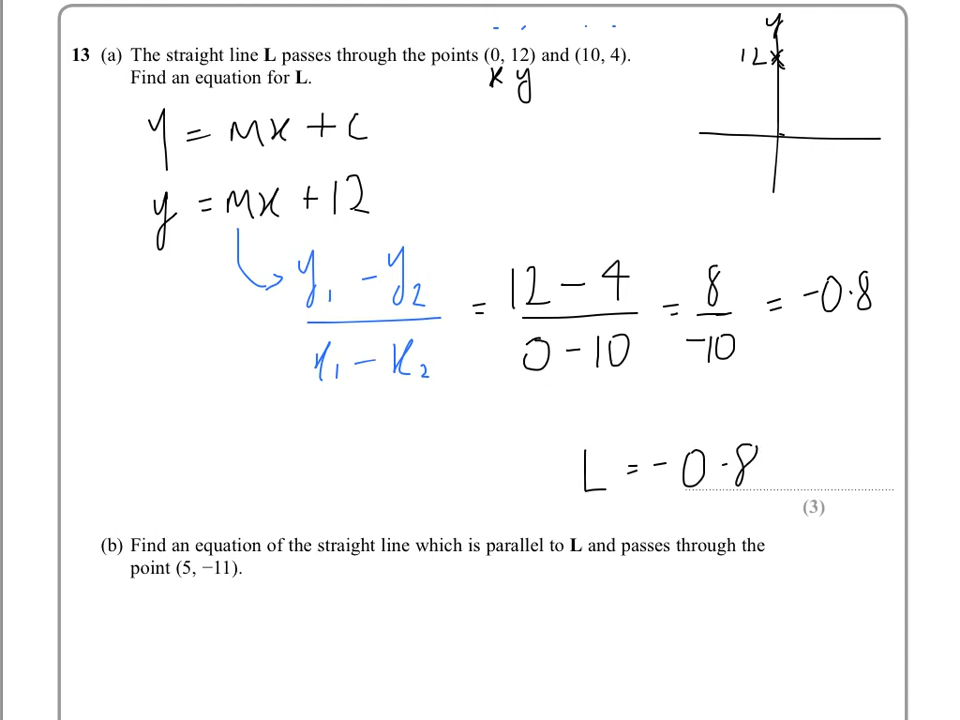 y
12x
13 (a) The straight line L passes through the points (0, 12) and (10, 4).
Find an equation for L.
x y
y = mx + c
y = mx + 12
y₁ - y₂ / x₁ - x₂ = 12 - 4 / 0 - 10 = 8 / -10 = -0.8
L = -0.8
(3)
(b) Find an equation of the straight line which is parallel to L and passes through the
point (5, −11).